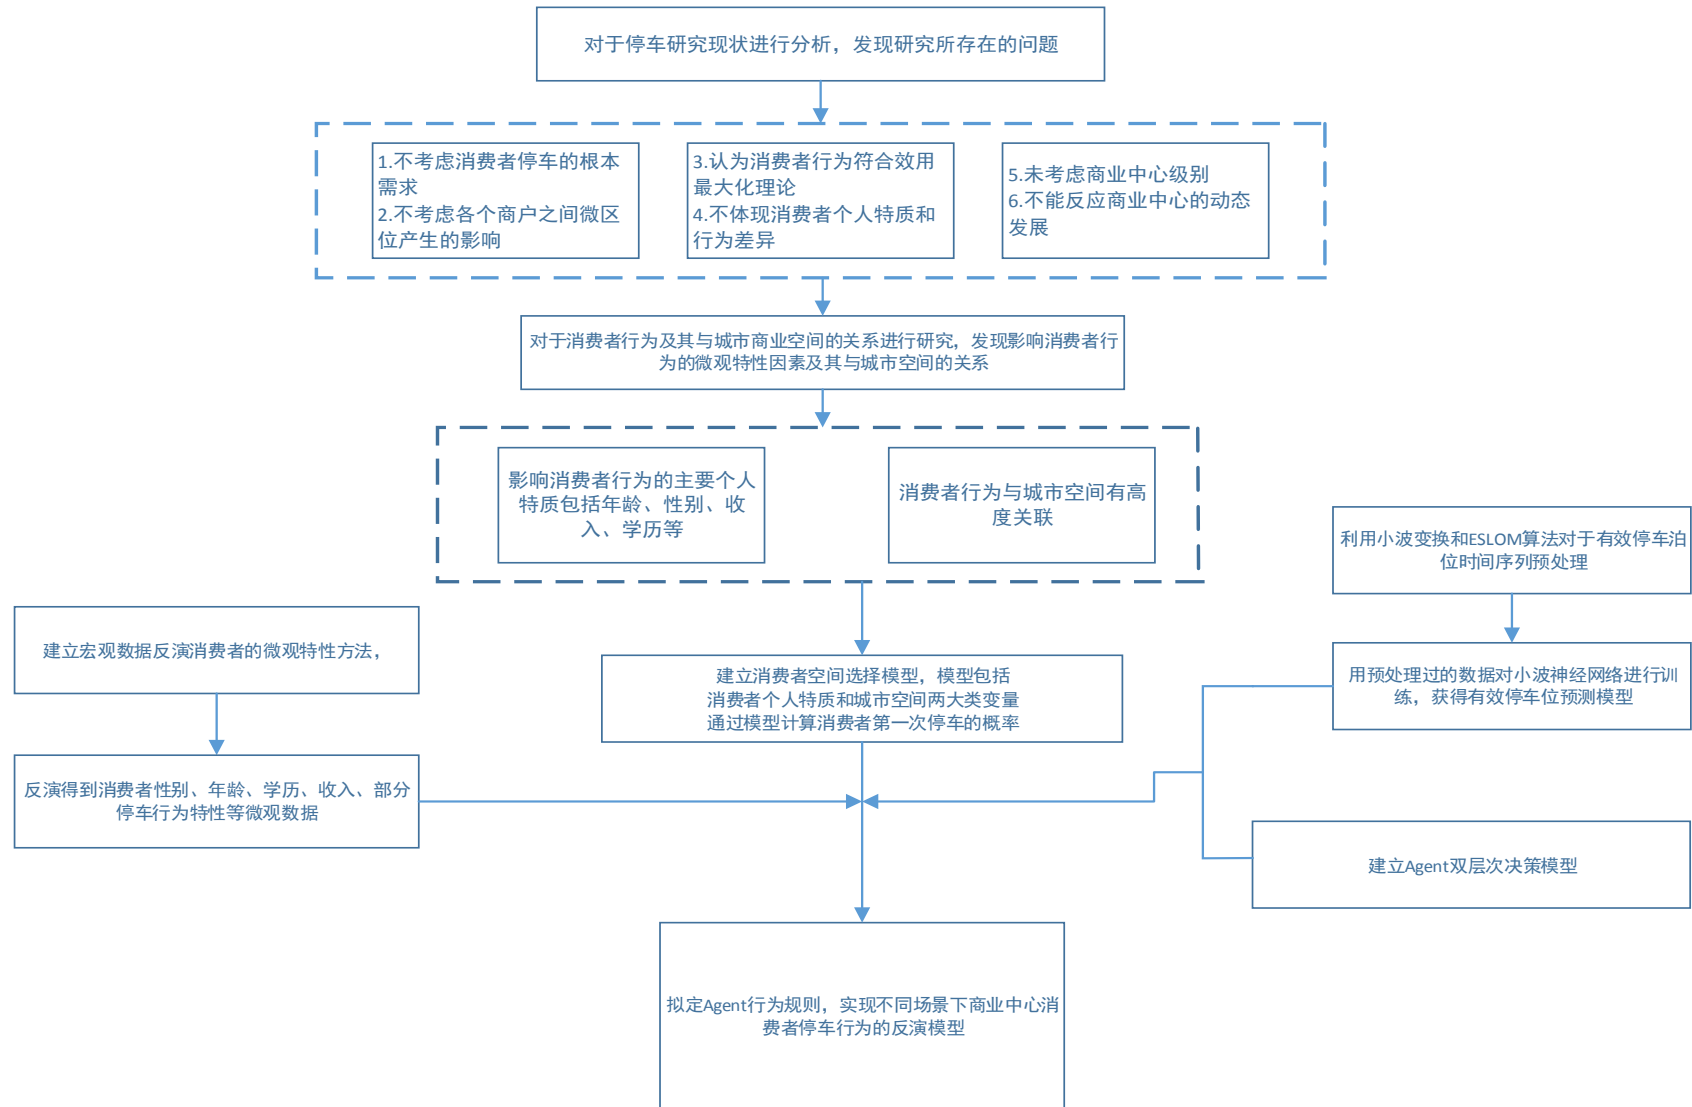 对于停车研究现状进行分析，发现研究所存在的问题
1.不考虑消费者停车的根本
需求
2.不考虑各个商户之间微区
位产生的影响
3.认为消费者行为符合效用
最大化理论
4.不体现消费者个人特质和
行为差异
5.未考虑商业中心级别
6.不能反应商业中心的动态
发展
对于消费者行为及其与城市商业空间的关系进行研究，发现影响消费者行
为的微观特性因素及其与城市空间的关系
影响消费者行为的主要个人
特质包括年龄、性别、收
入、学历等
消费者行为与城市空间有高
度关联
利用小波变换和ESLOM算法对于有效停车泊
位时间序列预处理
建立宏观数据反演消费者的微观特性方法，
建立消费者空间选择模型，模型包括
消费者个人特质和城市空间两大类变量
通过模型计算消费者第一次停车的概率
用预处理过的数据对小波神经网络进行训
练，获得有效停车位预测模型
反演得到消费者性别、年龄、学历、收入、部分
停车行为特性等微观数据
建立Agent双层次决策模型
拟定Agent行为规则，实现不同场景下商业中心消
费者停车行为的反演模型